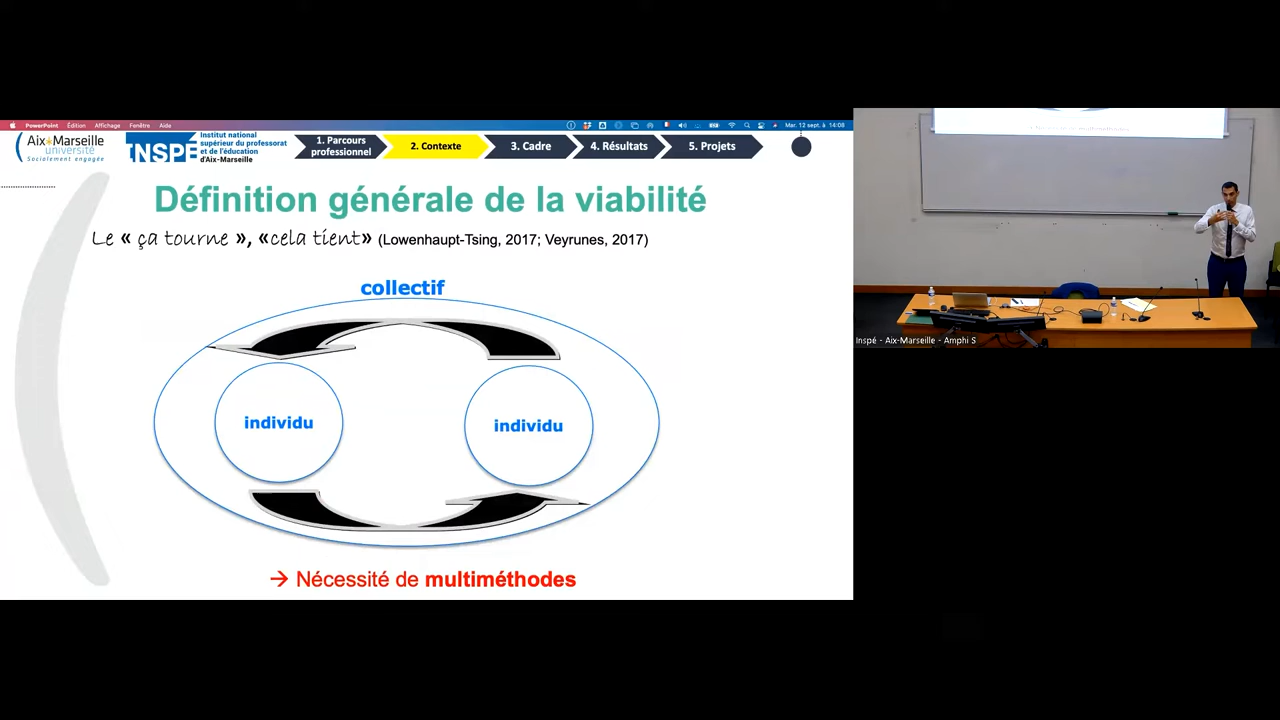 PowerPoint Édition Affichage Fenêtre Aide
Mar. 12 sept. à 14:08
Aix*Marseille
université
Socialement engagée
INSPÉ
Institut national
supérieur du professorat
et de l'éducation
d'Aix-Marseille
1. Parcours
professionnel
2. Contexte
3. Cadre
4. Résultats
5. Projets
Définition générale de la viabilité
Le « ça tourne », «cela tient» (Lowenhaupt-Tsing, 2017; Veyrunes, 2017)
collectif
individu
individu
→ Nécessité de multiméthodes
Inspé - Aix-Marseille - Amphi S